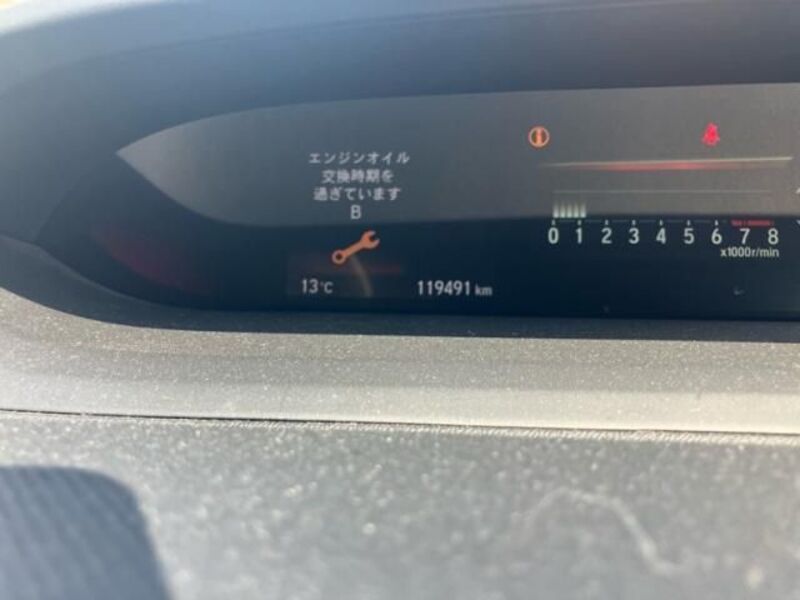 エンジンオイル
交換時期を
過ぎています
B
0 1 2 3 4 5 6 7 8
x1000r/min
13℃
119491 km